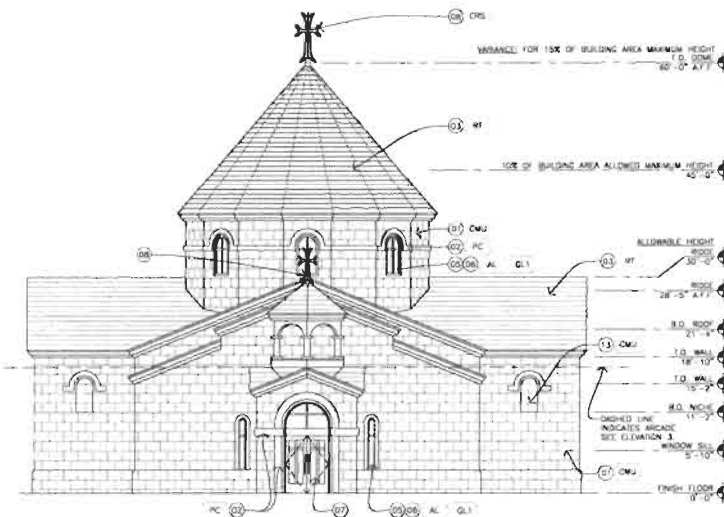 08 CRS
VARIANCE: FOR 15% OF BUILDING AREA MAXIMUM HEIGHT
T.O. DOME
60'-0" A.F.F.
03 RT
10% OF BUILDING AREA ALLOWED MAXIMUM HEIGHT
45'-0"
01 CMU
02 PC
05 06 AL GL1
08
03 RT
ALLOWABLE HEIGHT
RIDGE
30'-0"
RIDGE
28'-5" A.F.F.
B.O. ROOF
21'-4"
13 CMU
T.O. WALL
18'-10"
T.O. WALL
15'-2"
B.O. NICHE
11'-2"
DASHED LINE
INDICATES ARCADE
SEE ELEVATION 3.
WINDOW SILL
5'-10"
01 CMU
FINISH FLOOR
0'-0"
PC 02
07
05 06 AL GL1